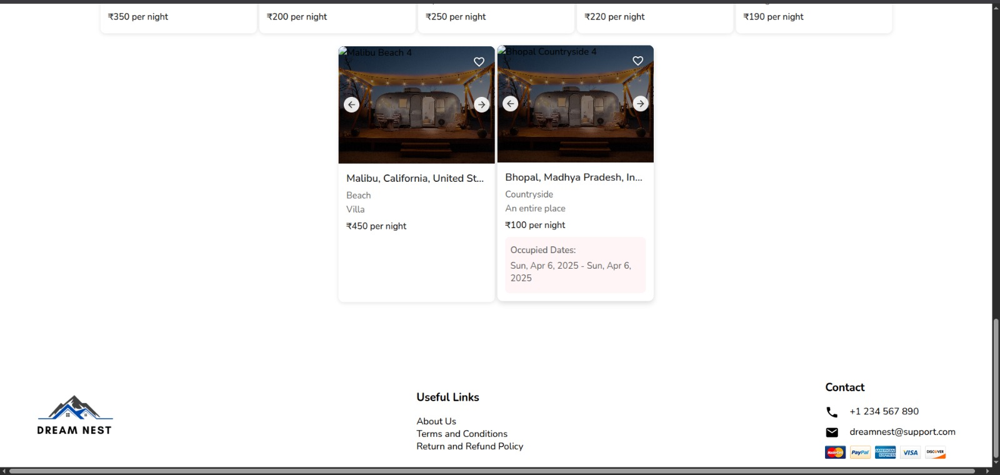 ₹350 per night
₹200 per night
₹250 per night
₹220 per night
₹190 per night
Malibu Beach 4
Bhopal Countryside 4
Malibu, California, United St...
Beach
Villa
₹450 per night
Bhopal, Madhya Pradesh, In...
Countryside
An entire place
₹100 per night
Occupied Dates:
Sun, Apr 6, 2025 - Sun, Apr 6,
2025
DREAM NEST
Useful Links
About Us
Terms and Conditions
Return and Refund Policy
Contact
+1 234 567 890
dreamnest@support.com
MasterCard
PayPal
AMERICAN EXPRESS
VISA
DISCOVER